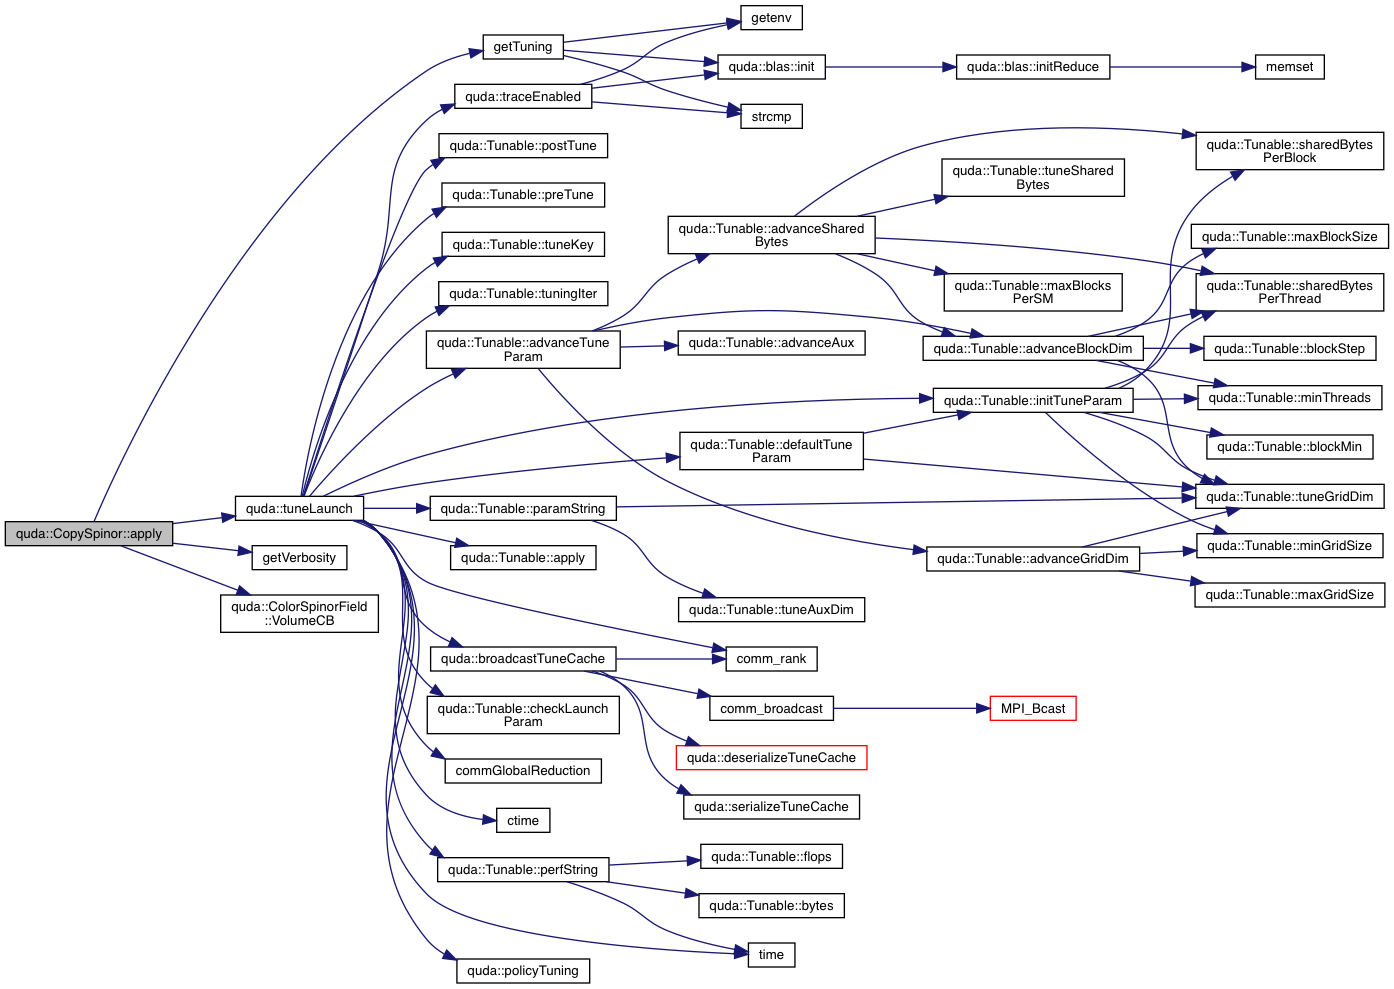 quda::CopySpinor::apply
getTuning
quda::tuneLaunch
getVerbosity
quda::ColorSpinorField
::VolumeCB
quda::traceEnabled
quda::Tunable::postTune
quda::Tunable::preTune
quda::Tunable::tuneKey
quda::Tunable::tuningIter
quda::Tunable::advanceTune
Param
quda::Tunable::paramString
quda::Tunable::apply
quda::broadcastTuneCache
quda::Tunable::checkLaunch
Param
commGlobalReduction
ctime
quda::Tunable::perfString
quda::policyTuning
getenv
quda::blas::init
strcmp
quda::Tunable::advanceShared
Bytes
quda::Tunable::advanceAux
quda::Tunable::defaultTune
Param
quda::Tunable::tuneAuxDim
comm_rank
comm_broadcast
quda::deserializeTuneCache
quda::serializeTuneCache
quda::Tunable::flops
quda::Tunable::bytes
time
quda::blas::initReduce
quda::Tunable::tuneShared
Bytes
quda::Tunable::maxBlocks
PerSM
quda::Tunable::advanceBlockDim
quda::Tunable::initTuneParam
quda::Tunable::advanceGridDim
MPI_Bcast
memset
quda::Tunable::sharedBytes
PerBlock
quda::Tunable::maxBlockSize
quda::Tunable::sharedBytes
PerThread
quda::Tunable::blockStep
quda::Tunable::minThreads
quda::Tunable::blockMin
quda::Tunable::tuneGridDim
quda::Tunable::minGridSize
quda::Tunable::maxGridSize